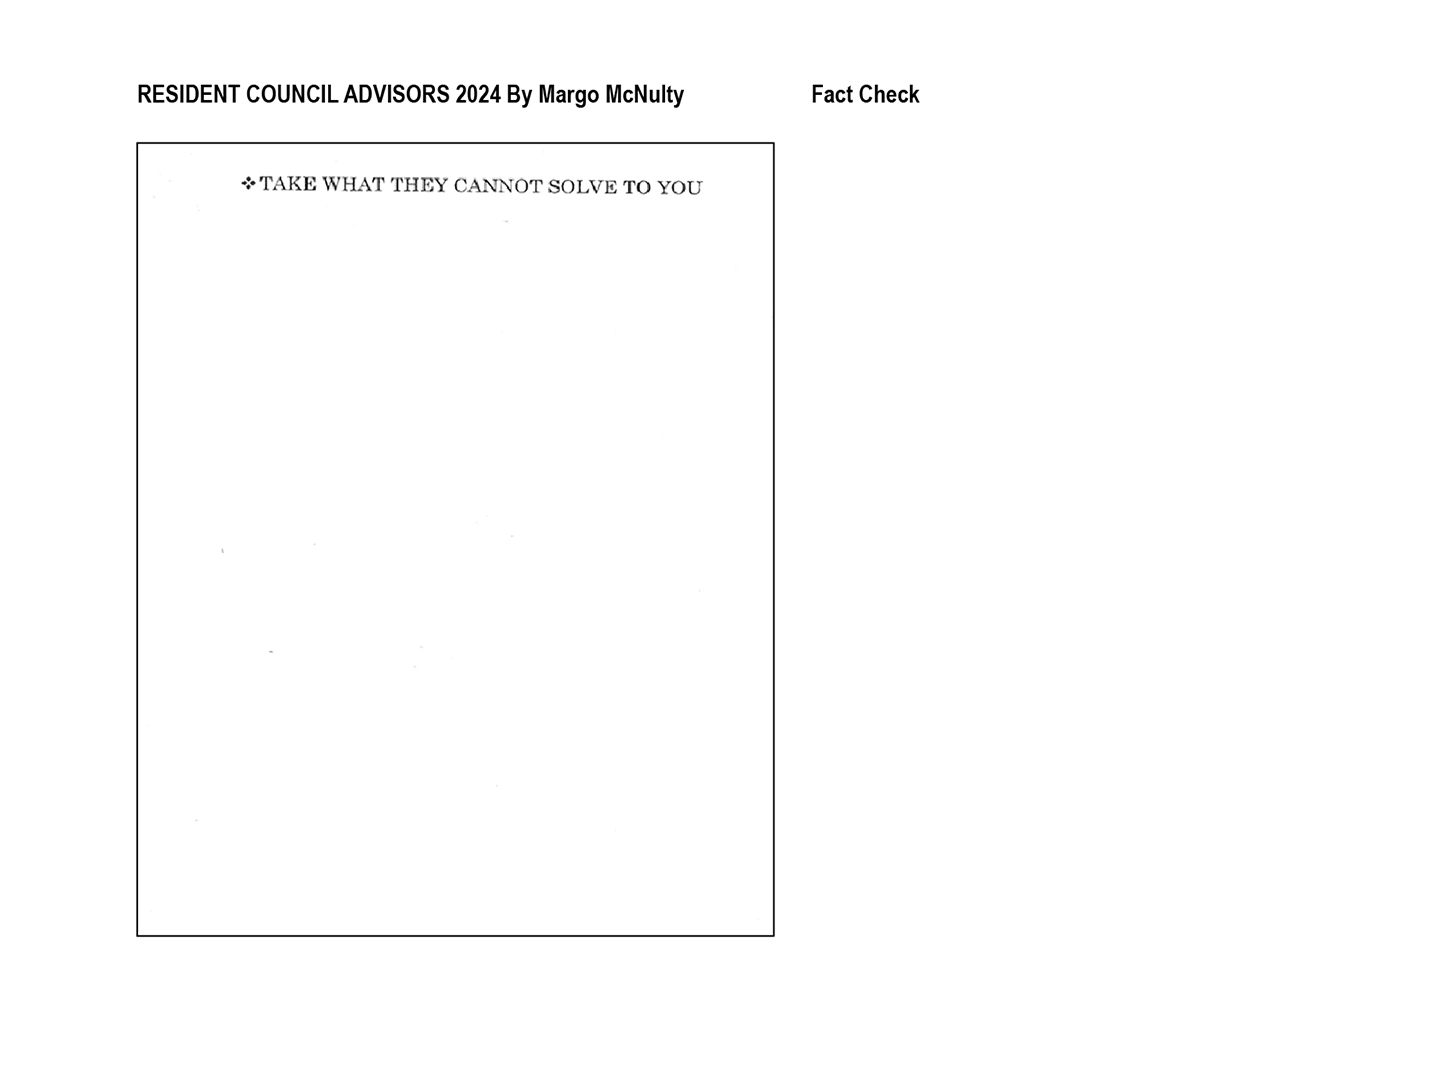 RESIDENT COUNCIL ADVISORS 2024 By Margo McNulty
Fact Check
❖TAKE WHAT THEY CANNOT SOLVE TO YOU